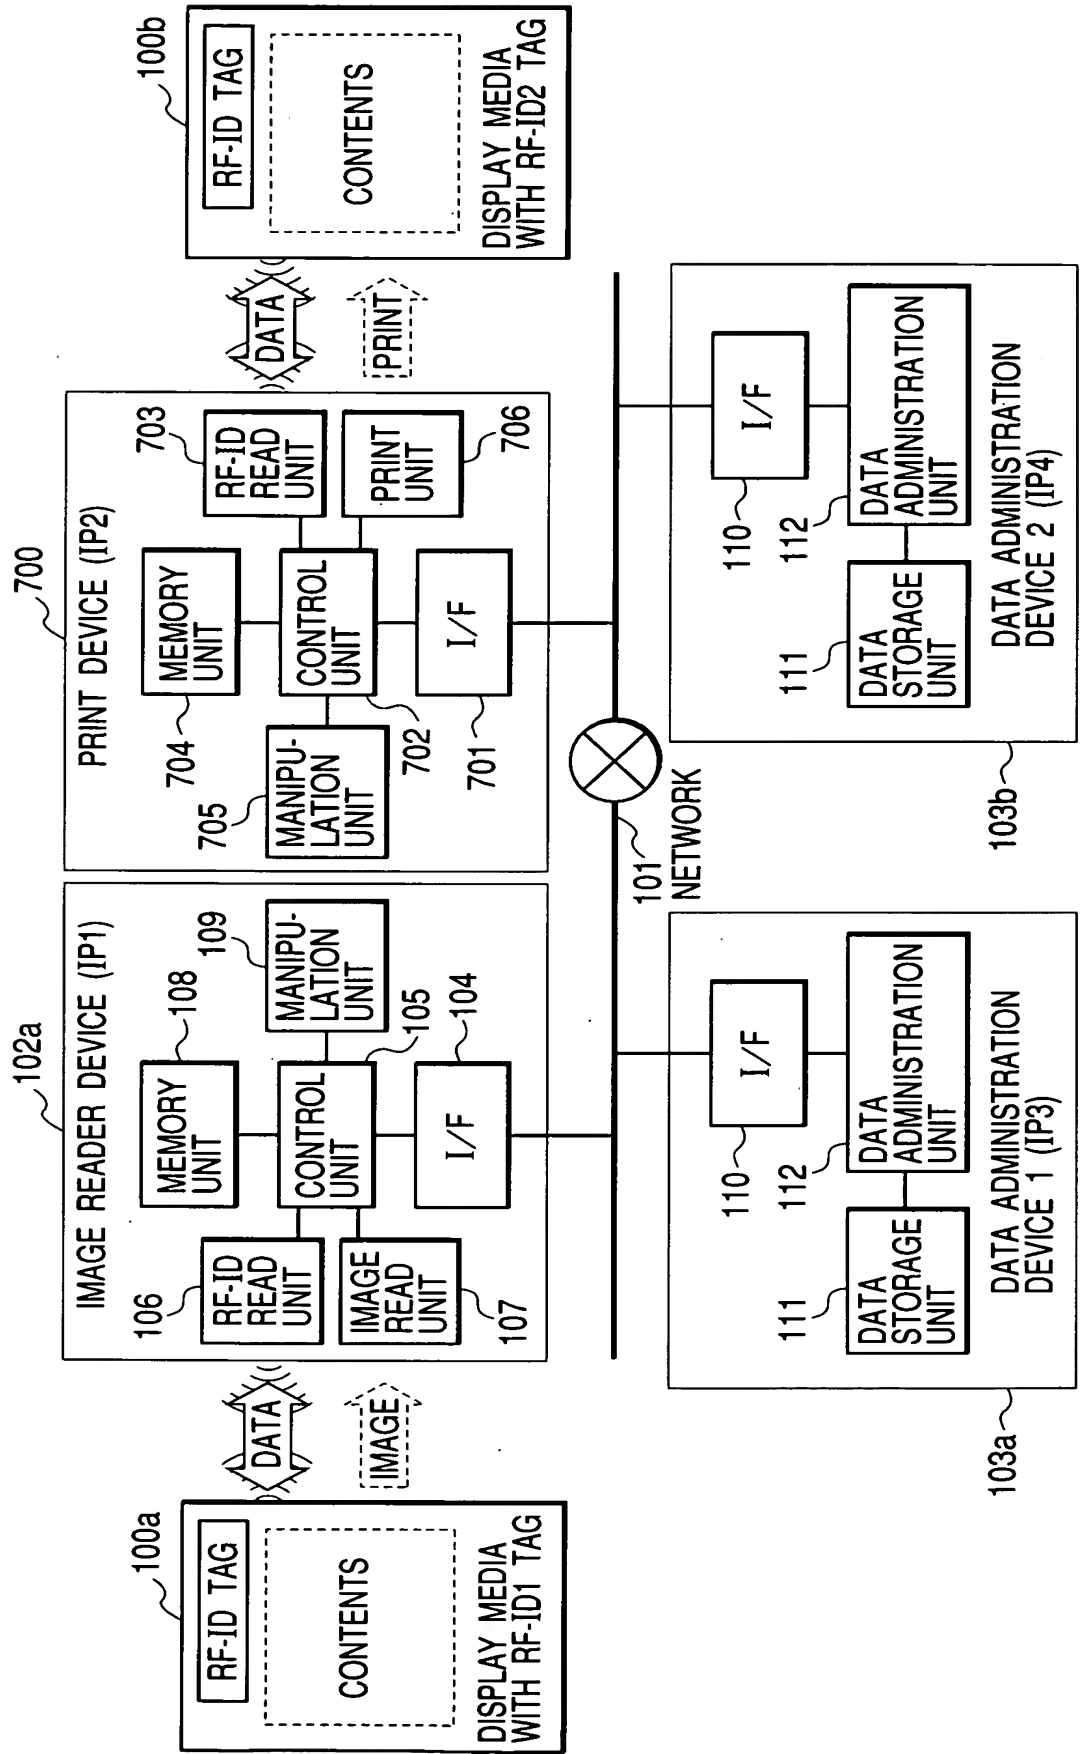 100a
RF-ID TAG
CONTENTS
DISPLAY MEDIA
WITH RF-ID1 TAG
DATA
IMAGE
102a
IMAGE READER DEVICE (IP1)
106
RF-ID
READ
UNIT
IMAGE
READ
UNIT
107
108
MEMORY
UNIT
CONTROL
UNIT
105
109
MANIPU-
LATION
UNIT
I/F
104
700
PRINT DEVICE (IP2)
704
MEMORY
UNIT
705
MANIPU-
LATION
UNIT
CONTROL
UNIT
702
I/F
701
703
RF-ID
READ
UNIT
PRINT
UNIT
706
DATA
PRINT
100b
RF-ID TAG
CONTENTS
DISPLAY MEDIA
WITH RF-ID2 TAG
101
NETWORK
103a
I/F
110
111
DATA
STORAGE
UNIT
112
DATA
ADMINISTRATION
UNIT
DATA ADMINISTRATION
DEVICE 1 (IP3)
103b
I/F
110
111
DATA
STORAGE
UNIT
112
DATA
ADMINISTRATION
UNIT
DATA ADMINISTRATION
DEVICE 2 (IP4)